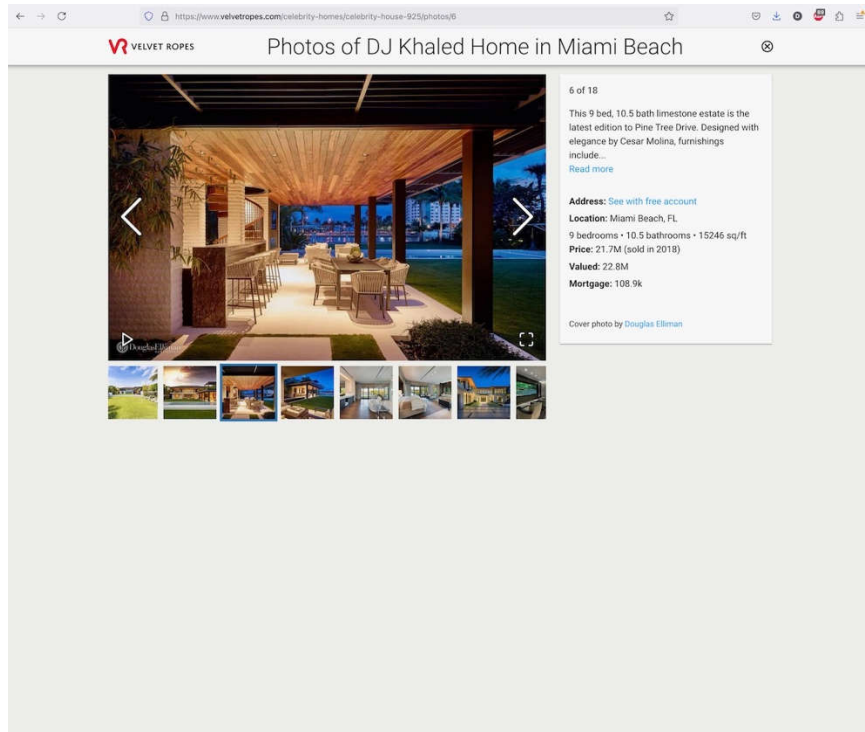 https://www.velvetropes.com/celebrity-homes/celebrity-house-925/photos/6
VR VELVET ROPES
Photos of DJ Khaled Home in Miami Beach
6 of 18
This 9 bed, 10.5 bath limestone estate is the
latest edition to Pine Tree Drive. Designed with
elegance by Cesar Molina, furnishings
include...
Read more
Address: See with free account
Location: Miami Beach, FL
9 bedrooms • 10.5 bathrooms • 15246 sq/ft
Price: 21.7M (sold in 2018)
Valued: 22.8M
Mortgage: 108.9k
Cover photo by Douglas Elliman
DouglasElliman